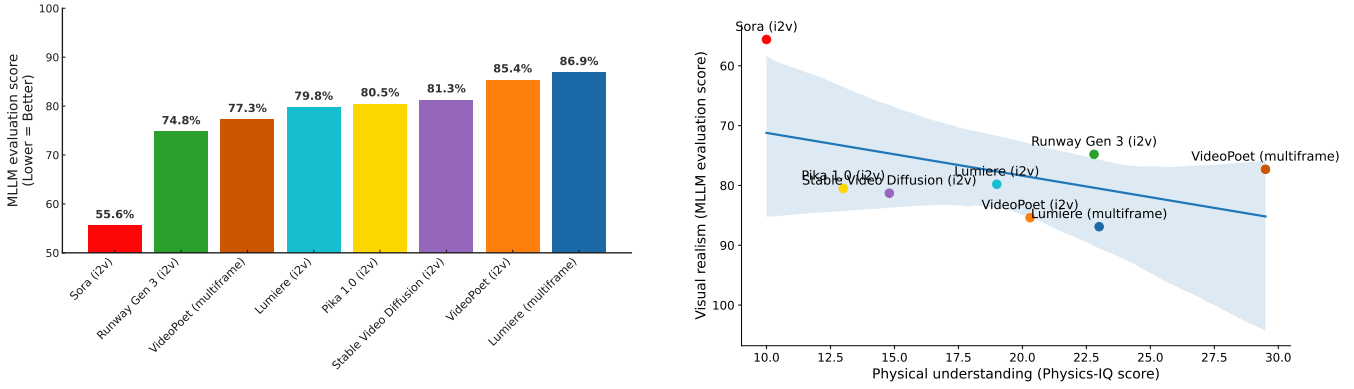 MLLM evaluation score
(Lower = Better)
100
90
80
70
60
50
55.6%
74.8%
77.3%
79.8%
80.5%
81.3%
85.4%
86.9%
Sora (i2v)
Runway Gen 3 (i2v)
VideoPoet (multiframe)
Lumiere (i2v)
Pika 1.0 (i2v)
Stable Video Diffusion (i2v)
VideoPoet (i2v)
Lumiere (multiframe)
Visual realism (MLLM evaluation score)
60
70
80
90
100
Sora (i2v)
Runway Gen 3 (i2v)
VideoPoet (multiframe)
Lumiere (i2v)
Pika 1.0 (i2v)
Stable Video Diffusion (i2v)
VideoPoet (i2v)
Lumiere (multiframe)
10.0 12.5 15.0 17.5 20.0 22.5 25.0 27.5 30.0
Physical understanding (Physics-IQ score)